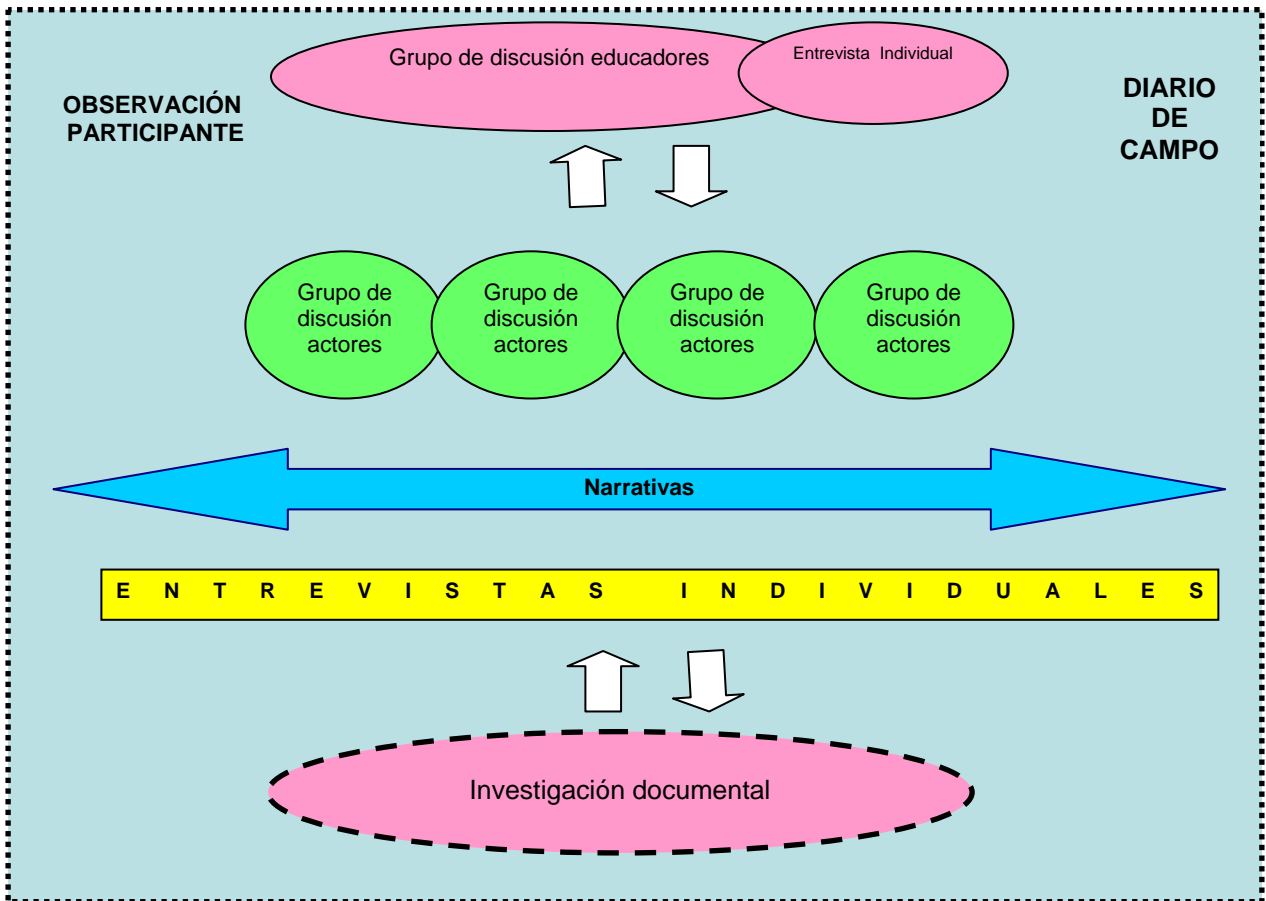 Grupo de discusión educadores
Entrevista Individual
OBSERVACIÓN
PARTICIPANTE
DIARIO
DE
CAMPO
Grupo de
discusión
actores
Grupo de
discusión
actores
Grupo de
discusión
actores
Grupo de
discusión
actores
Narrativas
E N T R E V I S T A S I N D I V I D U A L E S
Investigación documental